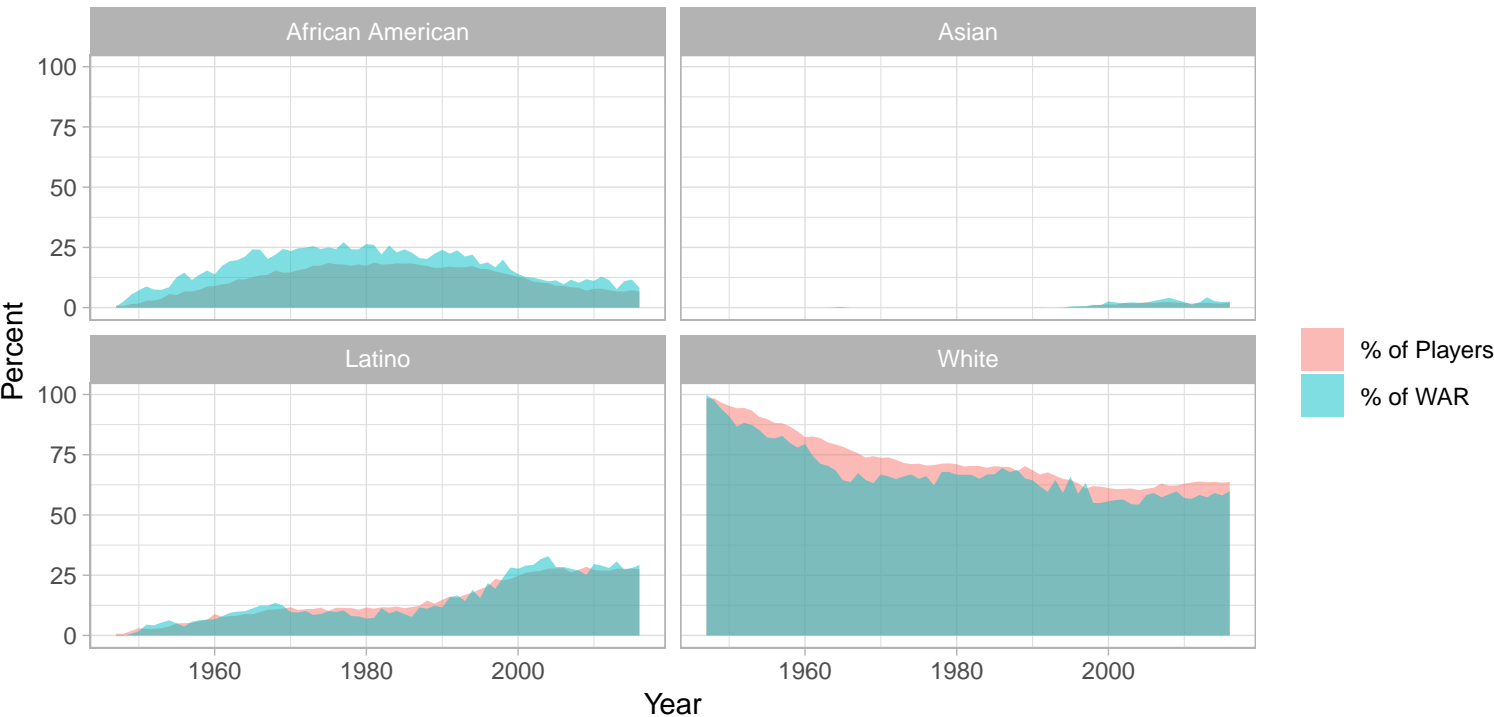 African American
Asian
100
75
50
25
0
Latino
White
100
75
50
25
0
1960
1980
2000
1960
1980
2000
Percent
Year
% of Players
% of WAR